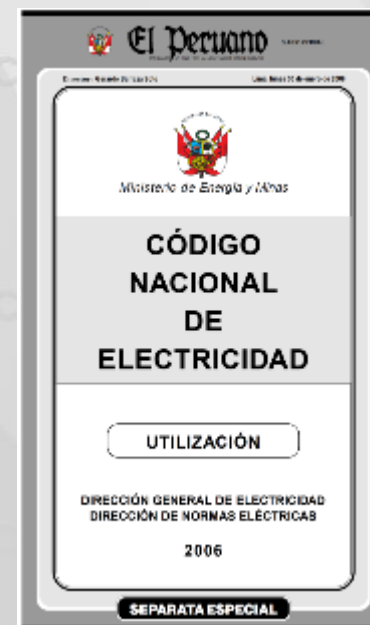 El Peruano
Ministerio de Energía y Minas
CÓDIGO
NACIONAL
DE
ELECTRICIDAD
UTILIZACIÓN
DIRECCIÓN GENERAL DE ELECTRICIDAD
DIRECCIÓN DE NORMAS ELÉCTRICAS
2006
SEPARATA ESPECIAL